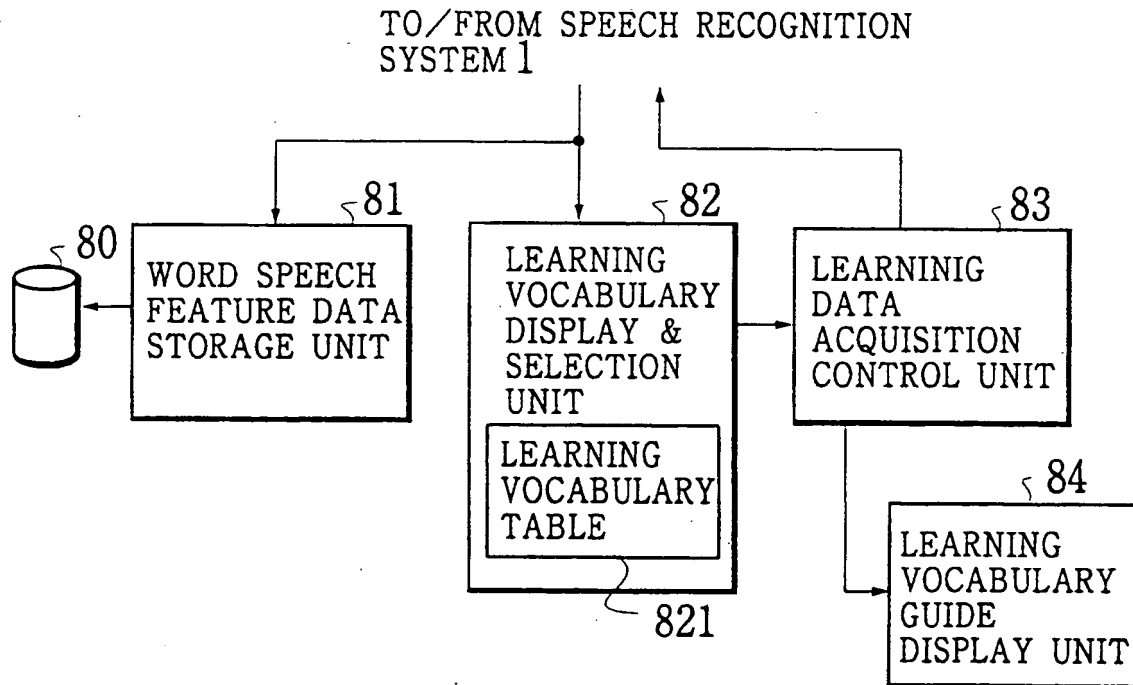 TO/FROM SPEECH RECOGNITION
SYSTEM 1
80
81
WORD SPEECH
FEATURE DATA
STORAGE UNIT
82
LEARNING
VOCABULARY
DISPLAY &
SELECTION
UNIT
LEARNING
VOCABULARY
TABLE
821
83
LEARNINIG
DATA
ACQUISITION
CONTROL UNIT
84
LEARNING
VOCABULARY
GUIDE
DISPLAY UNIT